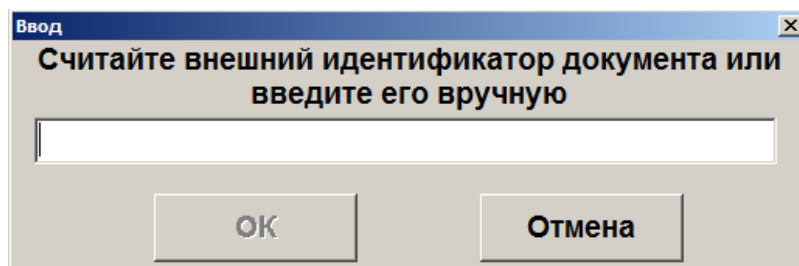 Ввод
Считайте внешний идентификатор документа или
введите его вручную
ОК
Отмена